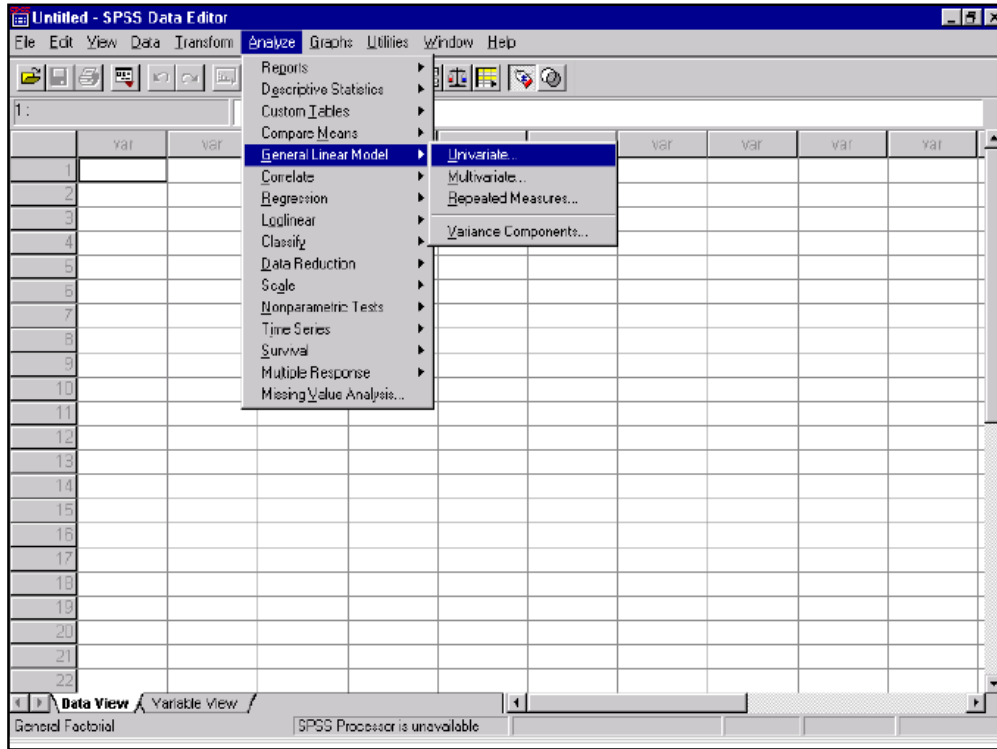 Untitled - SPSS Data Editor
File Edit View Data Transform Analyze Graphs Utilities Window Help
1 :
Reports
Descriptive Statistics
Custom Tables
Compare Means
General Linear Model
Correlate
Regression
Loglinear
Classify
Data Reduction
Scale
Nonparametric Tests
Time Series
Survival
Multiple Response
Missing Value Analysis...
Univariate...
Multivariate...
Repeated Measures...
Variance Components...
var var var var var var
1
2
3
4
5
6
7
8
9
10
11
12
13
14
15
16
17
18
19
20
21
22
Data View Variable View
General Factorial SPSS Processor is unavailable